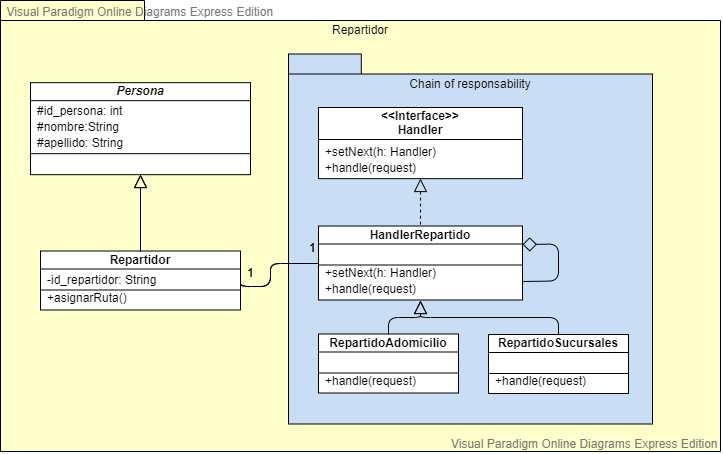 Visual Paradigm Online Diagrams Express Edition
Repartidor
Chain of responsability
Persona
#id_persona: int
#nombre:String
#apellido: String
<<Interface>>
Handler
+setNext(h: Handler)
+handle(request)
HandlerRepartido
+setNext(h: Handler)
+handle(request)
1
1
Repartidor
-id_repartidor: String
+asignarRuta()
RepartidoAdomicilio
+handle(request)
RepartidoSucursales
+handle(request)
Visual Paradigm Online Diagrams Express Edition